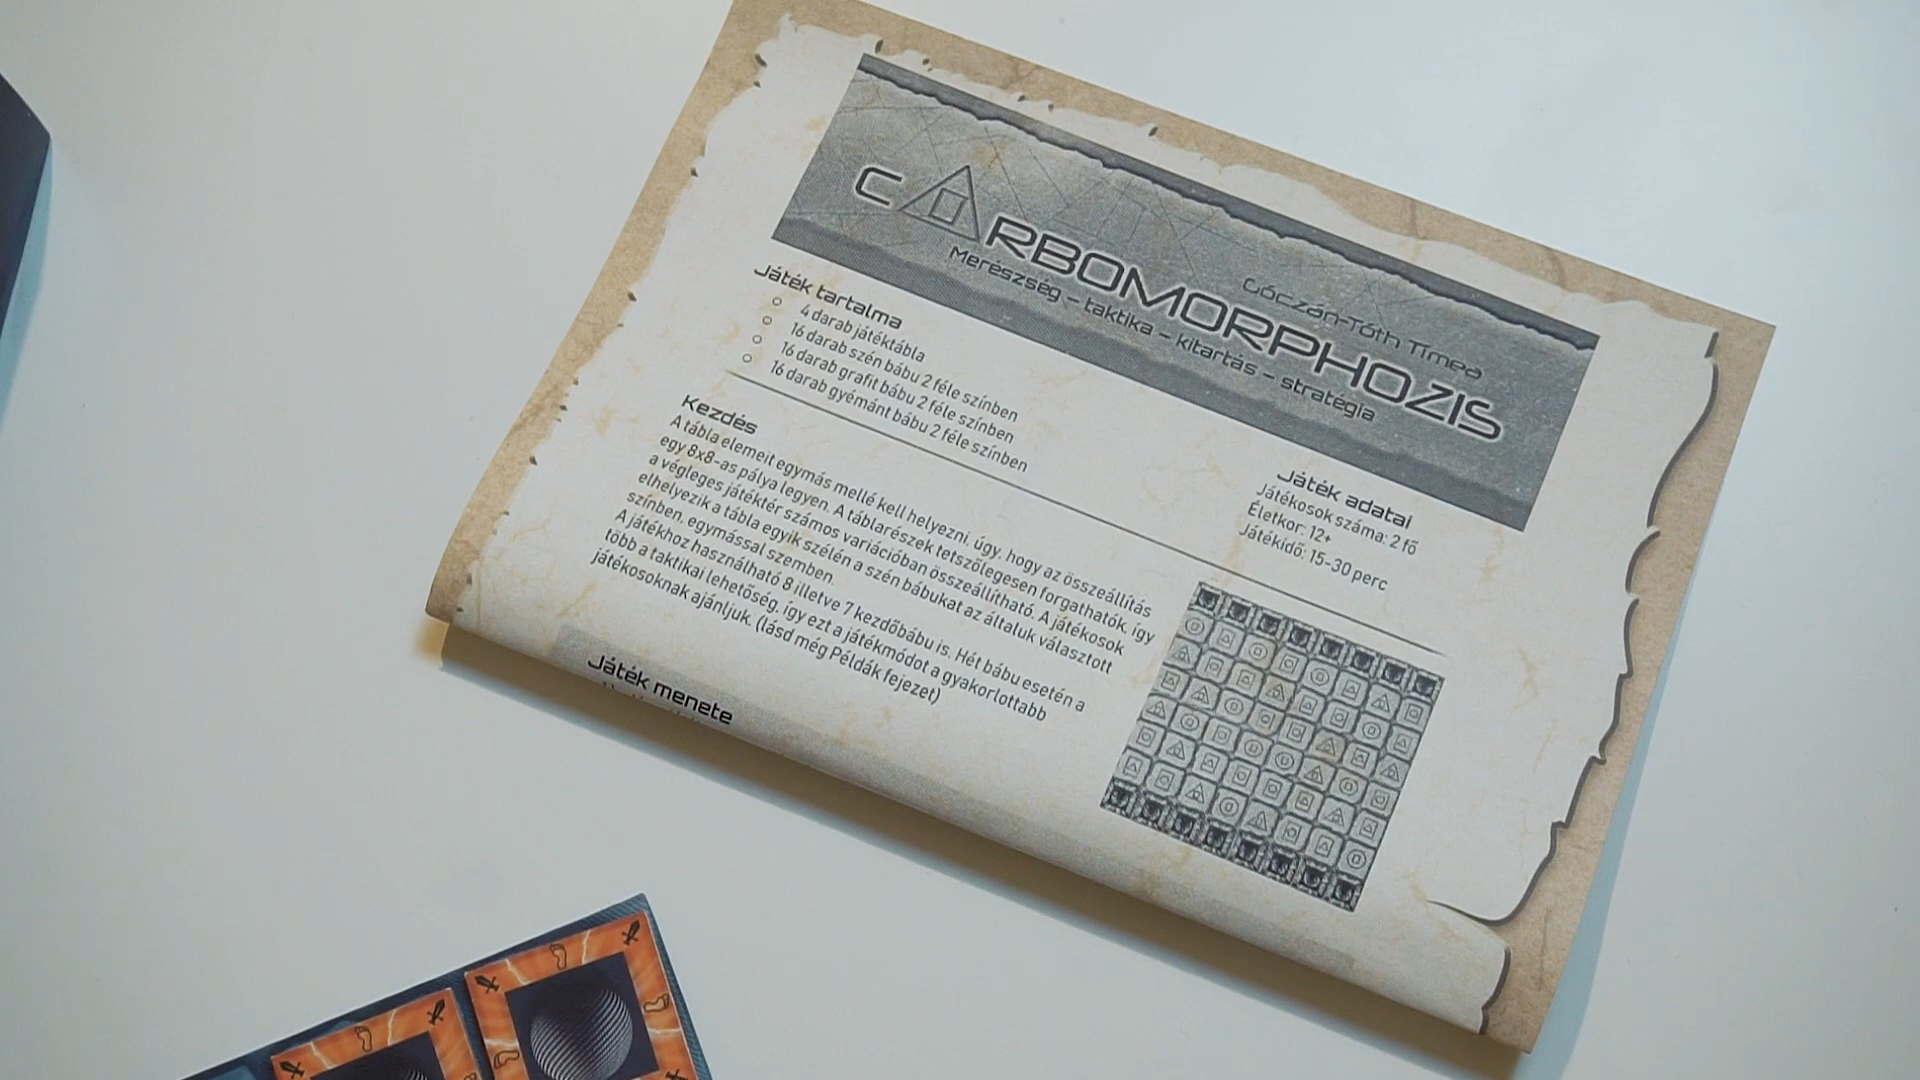 CARBOMORPHOZIS
Góczán-Tóth Tímea
Merészség – taktika – kitartás – stratégia
Játék tartalma
4 darab játéktábla
16 darab szén bábu 2 féle színben
16 darab grafit bábu 2 féle színben
16 darab gyémánt bábu 2 féle színben
Játék adatai
Játékosok száma: 2 fő
Életkor: 12+
Játékidő: 15-30 perc
Kezdés
A tábla elemeit egymás mellé kell helyezni, úgy, hogy az összeállítás
egy 8x8-as pálya legyen. A táblarészek tetszőlegesen forgathatók, így
a végleges játéktér számos variációban összeállítható. A játékosok
elhelyezik a tábla egyik szélén a szén bábukat az általuk választott
színben, egymással szemben.
A játékhoz használható 8 illetve 7 kezdőbábu is. Hét bábu esetén a
több a taktikai lehetőség, így ezt a játékmódot a gyakorlottabb
játékosoknak ajánljuk. (lásd még Példák fejezet)
Játék menete